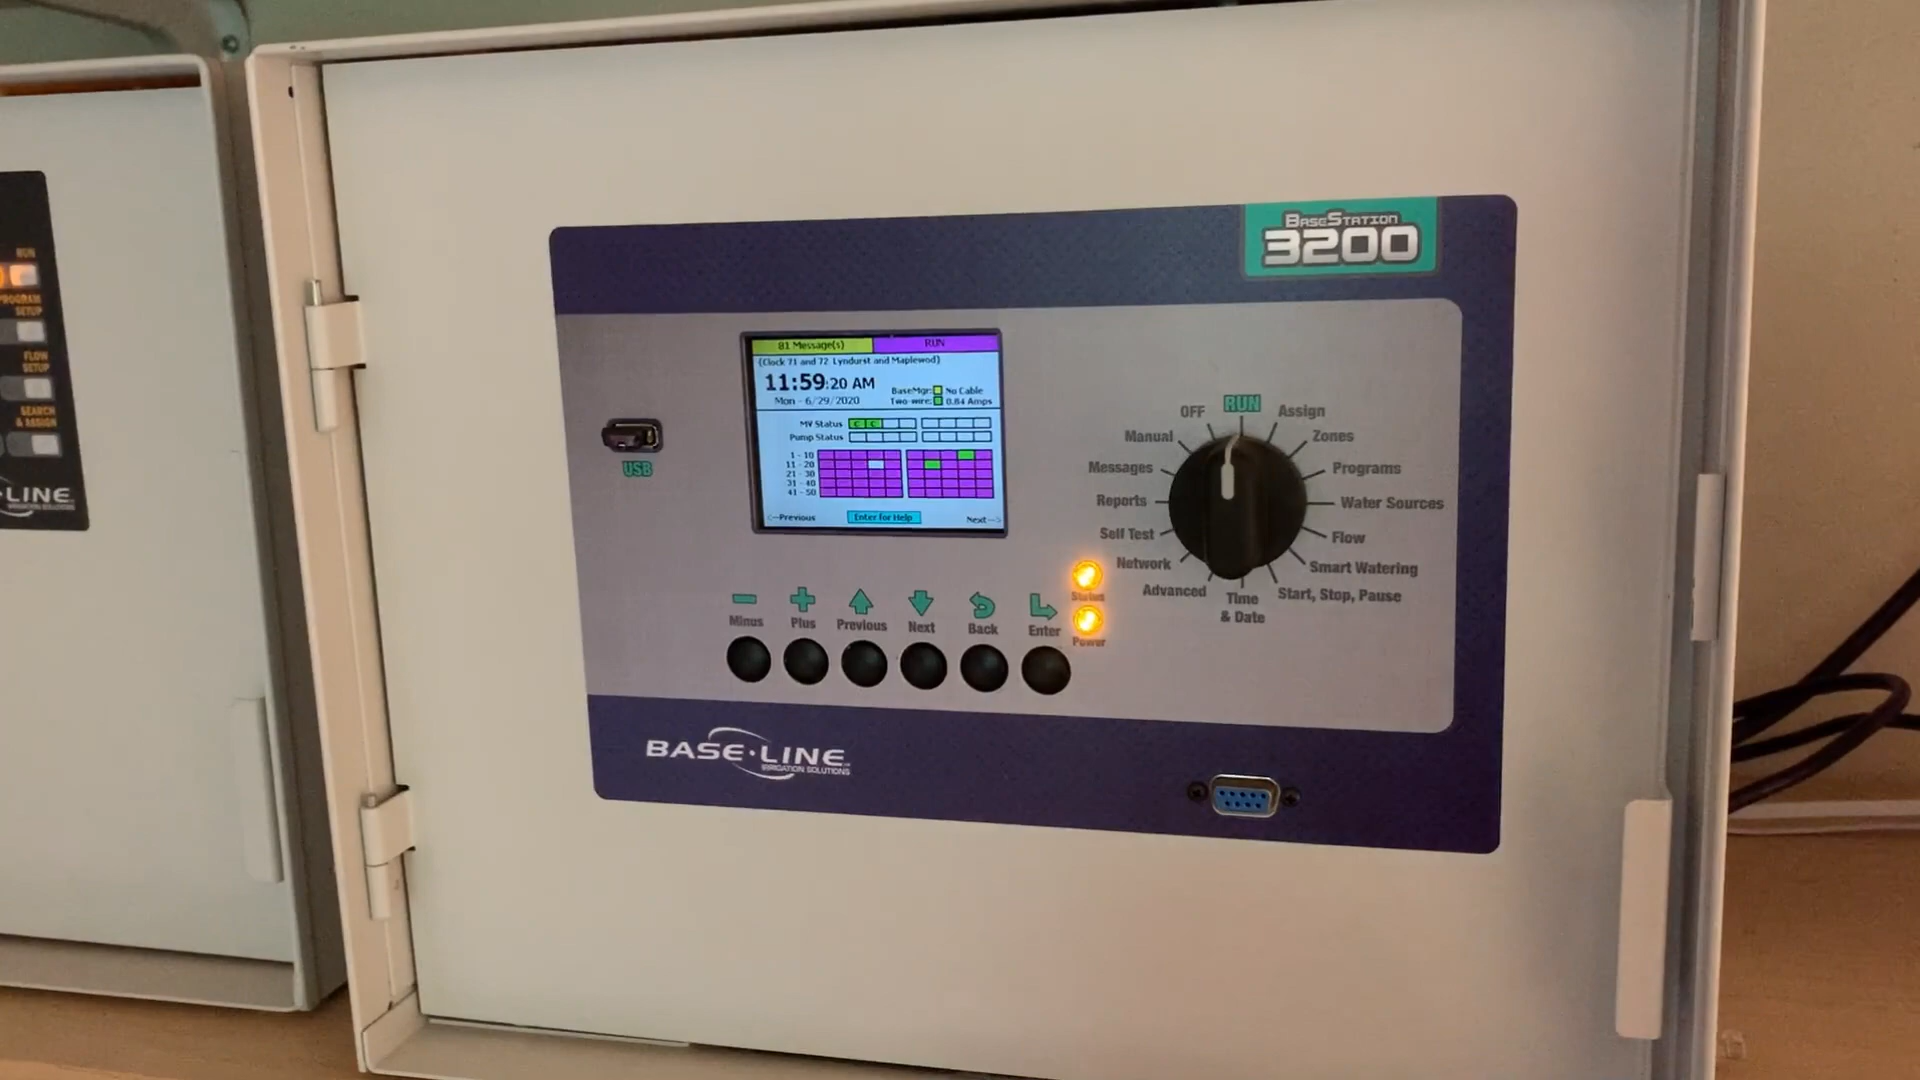 RUN
PROGRAM
SETUP
FLOW
SETUP
SEARCH
& ASSIGN
-LINE
BASESTATION
3200
81 Message(s)
RUN
(Clock 71 and 72 Lyndurst and Maplewod)
11:59:20 AM
Mon - 6/29/2020
BaseMgr: No Cable
Two-wire: 0.84 Amps
MV Status C C
Pump Status
1 - 10
11 - 20
21 - 30
31 - 40
41 - 50
<--Previous
Enter for Help
Next-->
USB
OFF
RUN
Assign
Manual
Zones
Messages
Programs
Reports
Water Sources
Self Test
Flow
Network
Smart Watering
Advanced
Time
& Date
Start, Stop, Pause
Status
Power
Minus
Plus
Previous
Next
Back
Enter
BASE·LINE
IRRIGATION SOLUTIONS